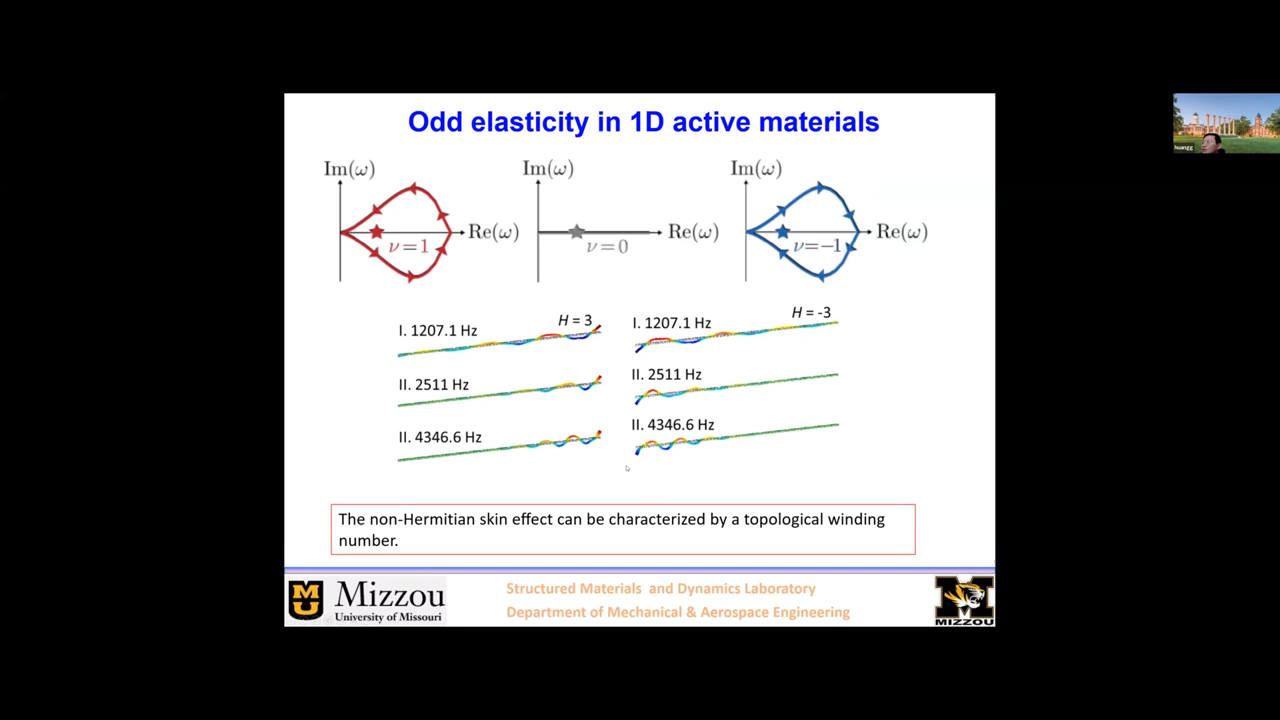 Odd elasticity in 1D active materials
Im(ω)
Im(ω)
Im(ω)
Re(ω)
Re(ω)
Re(ω)
ν=1
ν=0
ν=−1
H = 3
H = -3
I. 1207.1 Hz
I. 1207.1 Hz
II. 2511 Hz
II. 2511 Hz
II. 4346.6 Hz
II. 4346.6 Hz
The non-Hermitian skin effect can be characterized by a topological winding
number.
Mizzou
University of Missouri
Structured Materials and Dynamics Laboratory
Department of Mechanical & Aerospace Engineering
MIZZOU
huangg